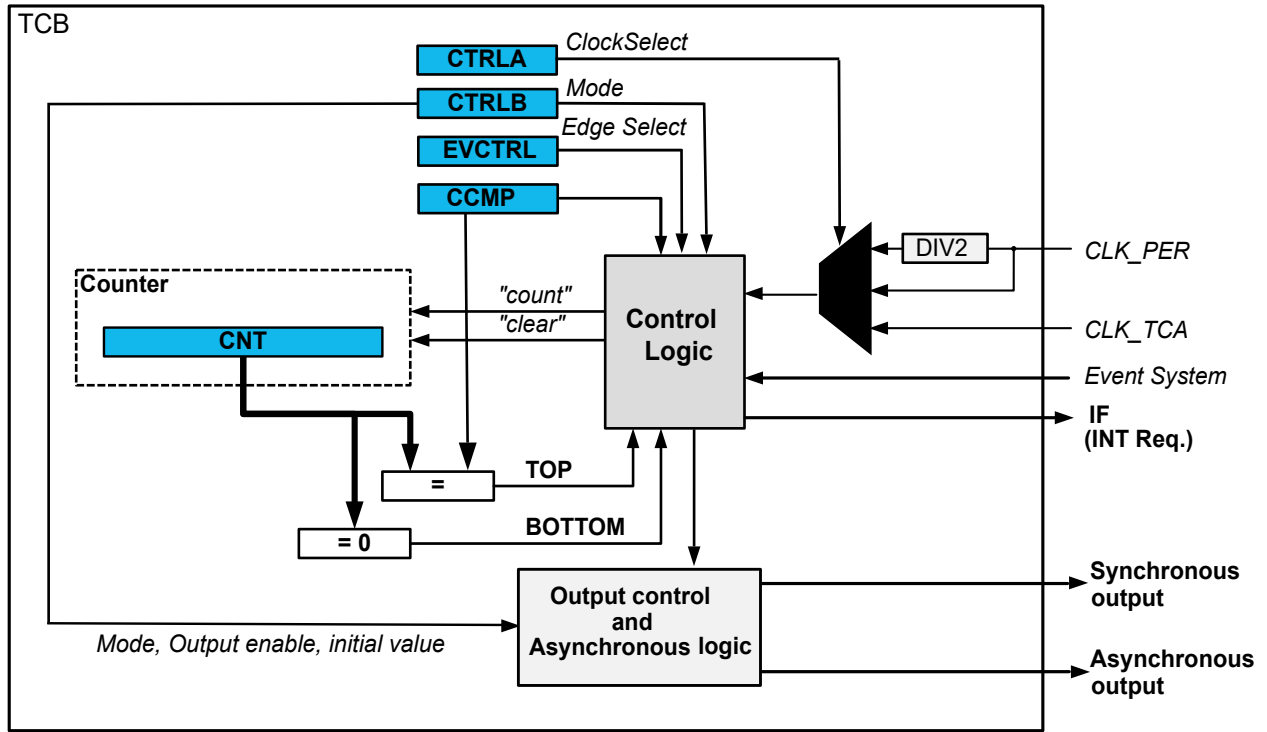 TCB
ClockSelect
CTRLA
Mode
CTRLB
Edge Select
EVCTRL
CCMP
DIV2
CLK_PER
Counter
"count"
CNT
"clear"
Control
Logic
CLK_TCA
Event System
IF
(INT Req.)
=
TOP
= 0
BOTTOM
Output control
and
Asynchronous logic
Synchronous
output
Mode, Output enable, initial value
Asynchronous
output